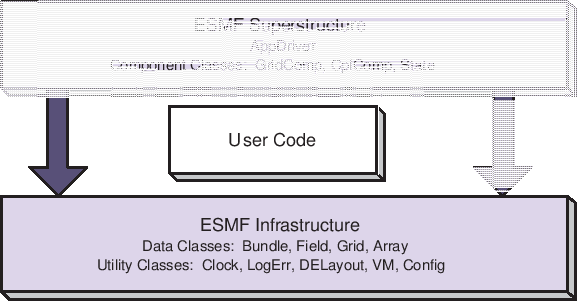 ESMF Superstructure
AppDriver
Component Classes: GridComp, CplComp, State
User Code
ESMF Infrastructure
Data Classes: Bundle, Field, Grid, Array
Utility Classes: Clock, LogErr, DELayout, VM, Config